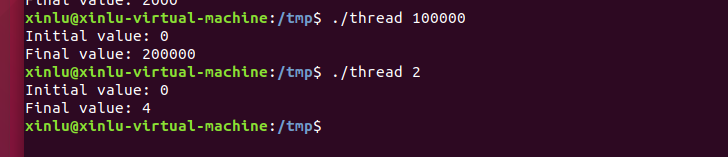 Final value: 2000
xinlu@xinlu-virtual-machine:/tmp$ ./thread 100000
Initial value: 0
Final value: 200000
xinlu@xinlu-virtual-machine:/tmp$ ./thread 2
Initial value: 0
Final value: 4
xinlu@xinlu-virtual-machine:/tmp$